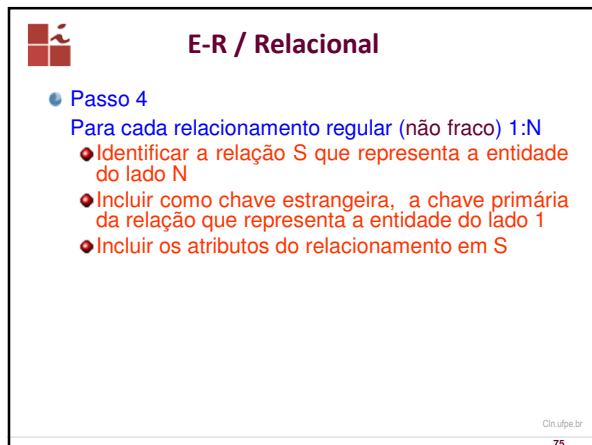 E-R / Relacional
Passo 4
Para cada relacionamento regular (não fraco) 1:N
Identificar a relação S que representa a entidade
do lado N
Incluir como chave estrangeira, a chave primária
da relação que representa a entidade do lado 1
Incluir os atributos do relacionamento em S
CIn.ufpe.br
75